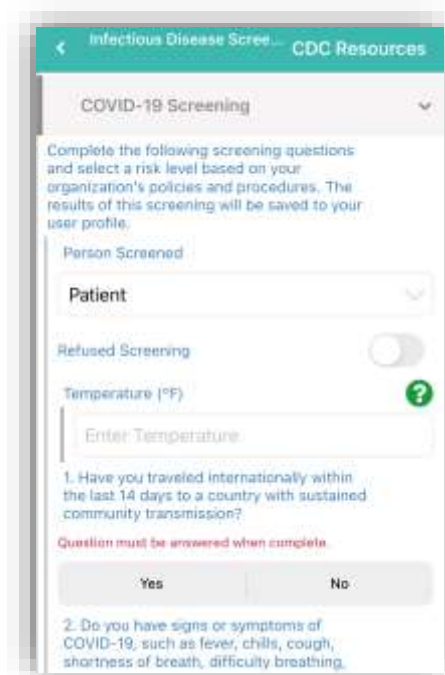 Infectious Disease Scree... CDC Resources
COVID-19 Screening
Complete the following screening questions
and select a risk level based on your
organization's policies and procedures. The
results of this screening will be saved to your
user profile.
Person Screened
Patient
Refused Screening
Temperature (°F)
?
Enter Temperature
1. Have you traveled internationally within
the last 14 days to a country with sustained
community transmission?
Question must be answered when complete.
Yes No
2. Do you have signs or symptoms of
COVID-19, such as fever, chills, cough,
shortness of breath, difficulty breathing,